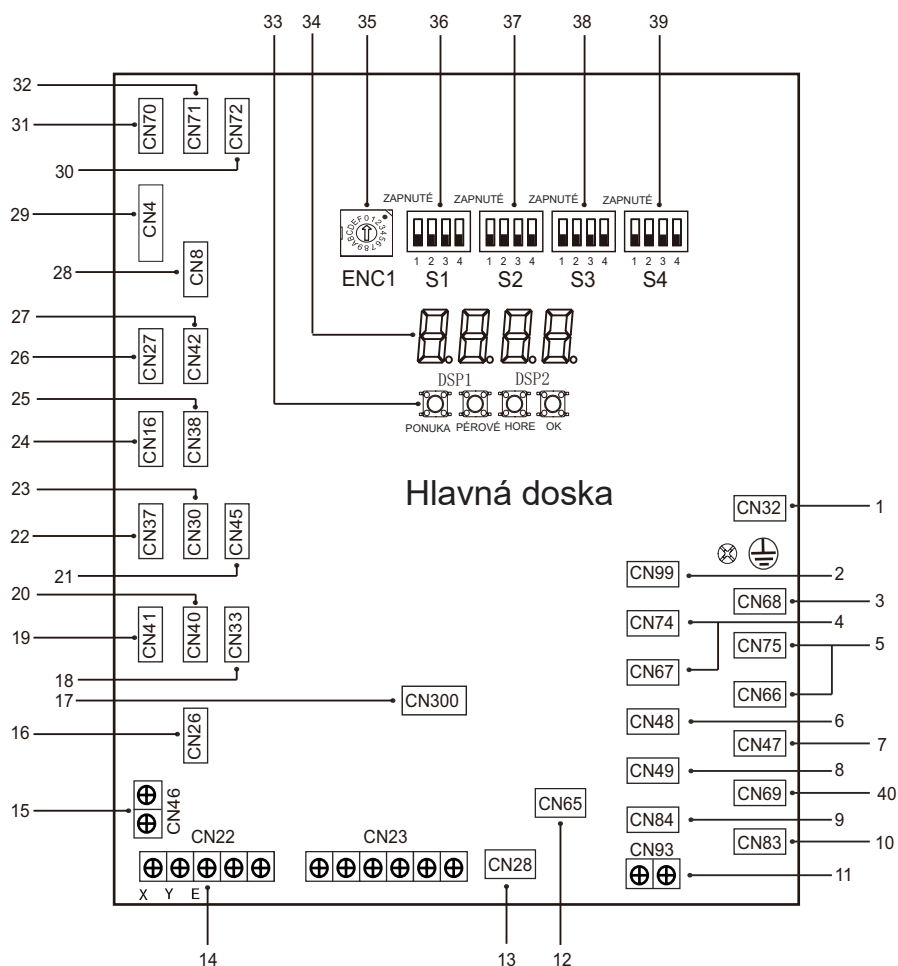 33 34 35 36 37 38 39
32
31
30
29
28
27
26
25
24
23
22
21
20
19
18
17
16
15
CN70 CN71 CN72
CN4
CN8
CN27 CN42
CN16 CN38
CN37 CN30 CN45
CN41 CN40 CN33
CN26
CN46
ZAPNUTÉ ZAPNUTÉ ZAPNUTÉ ZAPNUTÉ
0123456789ABCDEF
1 2 3 4 1 2 3 4 1 2 3 4 1 2 3 4
ENC1 S1 S2 S3 S4
8.8.8.8.
DSP1 DSP2
PONUKA PÉROVÉ HORE OK
Hlavná doska
CN32 1
CN99 2
CN68 3
CN74 4
CN75 5
CN67
CN66
CN300
CN48 6
CN47 7
CN49 8
CN69 40
CN65
CN84 9
CN83 10
CN93
11
CN22 CN23
CN28
X Y E
14 13 12